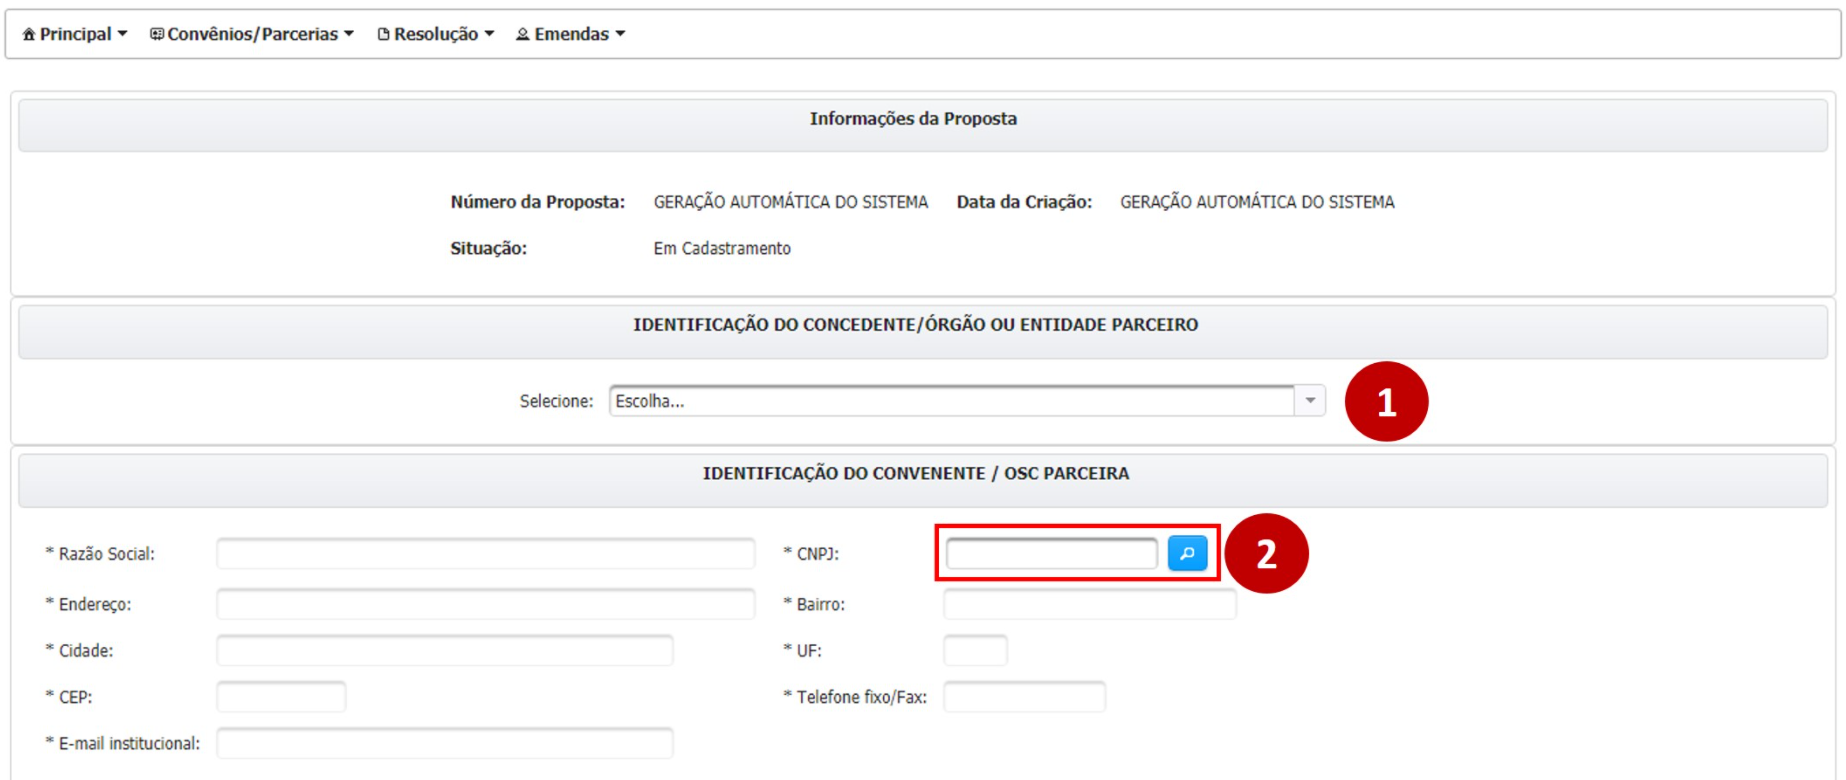 Principal Convênios/Parcerias Resolução Emendas
Informações da Proposta
Número da Proposta: GERAÇÃO AUTOMÁTICA DO SISTEMA Data da Criação: GERAÇÃO AUTOMÁTICA DO SISTEMA
Situação: Em Cadastramento
IDENTIFICAÇÃO DO CONCEDENTE/ÓRGÃO OU ENTIDADE PARCEIRO
Selecione: Escolha... 1
IDENTIFICAÇÃO DO CONVENENTE / OSC PARCEIRA
* Razão Social: * CNPJ: 2
* Endereço: * Bairro:
* Cidade: * UF:
* CEP: * Telefone fixo/Fax:
* E-mail institucional: